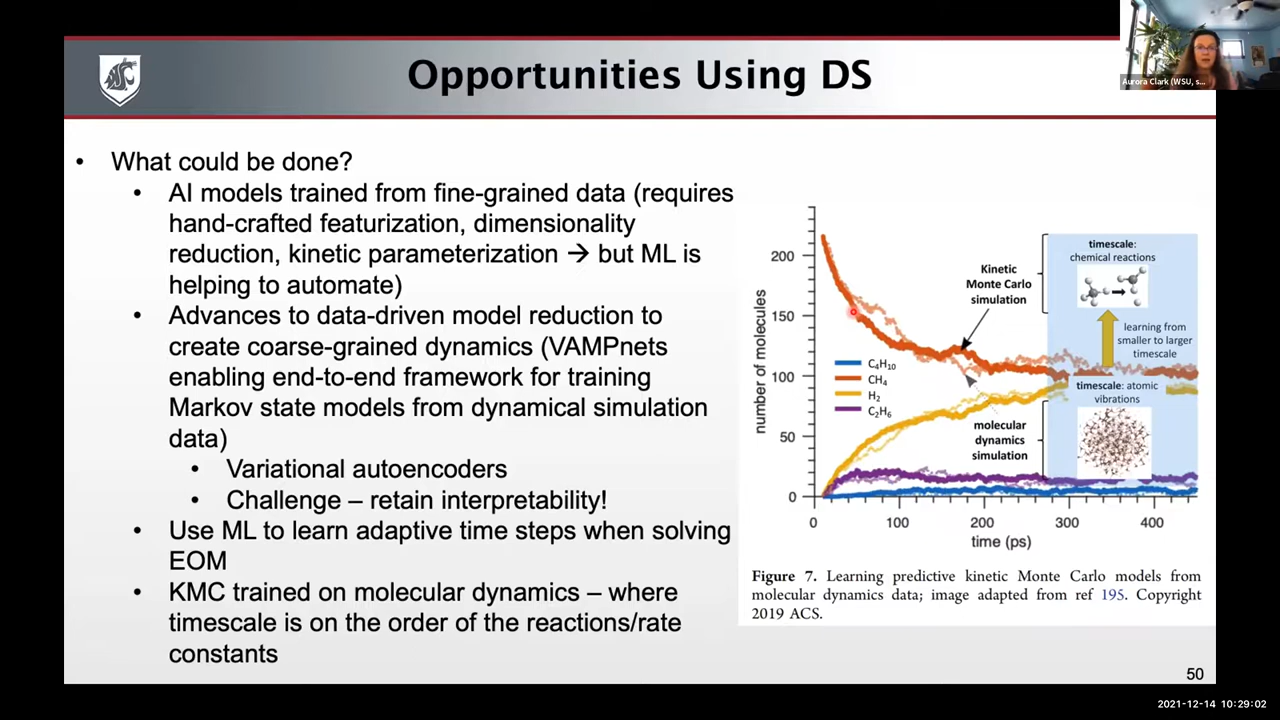 Opportunities Using DS
Aurora Clark (WSU, s...
• What could be done?
• AI models trained from fine-grained data (requires
hand-crafted featurization, dimensionality
reduction, kinetic parameterization → but ML is
helping to automate)
• Advances to data-driven model reduction to
create coarse-grained dynamics (VAMPnets
enabling end-to-end framework for training
Markov state models from dynamical simulation
data)
• Variational autoencoders
• Challenge – retain interpretability!
• Use ML to learn adaptive time steps when solving
EOM
• KMC trained on molecular dynamics – where
timescale is on the order of the reactions/rate
constants
number of molecules
200
150
100
50
0
0
100
200
300
400
time (ps)
C₄H₁₀
CH₄
H₂
C₂H₆
Kinetic
Monte Carlo
simulation
molecular
dynamics
simulation
timescale:
chemical reactions
learning from
smaller to larger
timescale
timescale: atomic
vibrations
Figure 7. Learning predictive kinetic Monte Carlo models from
molecular dynamics data; image adapted from ref 195. Copyright
2019 ACS.
50
2021-12-14 10:29:02